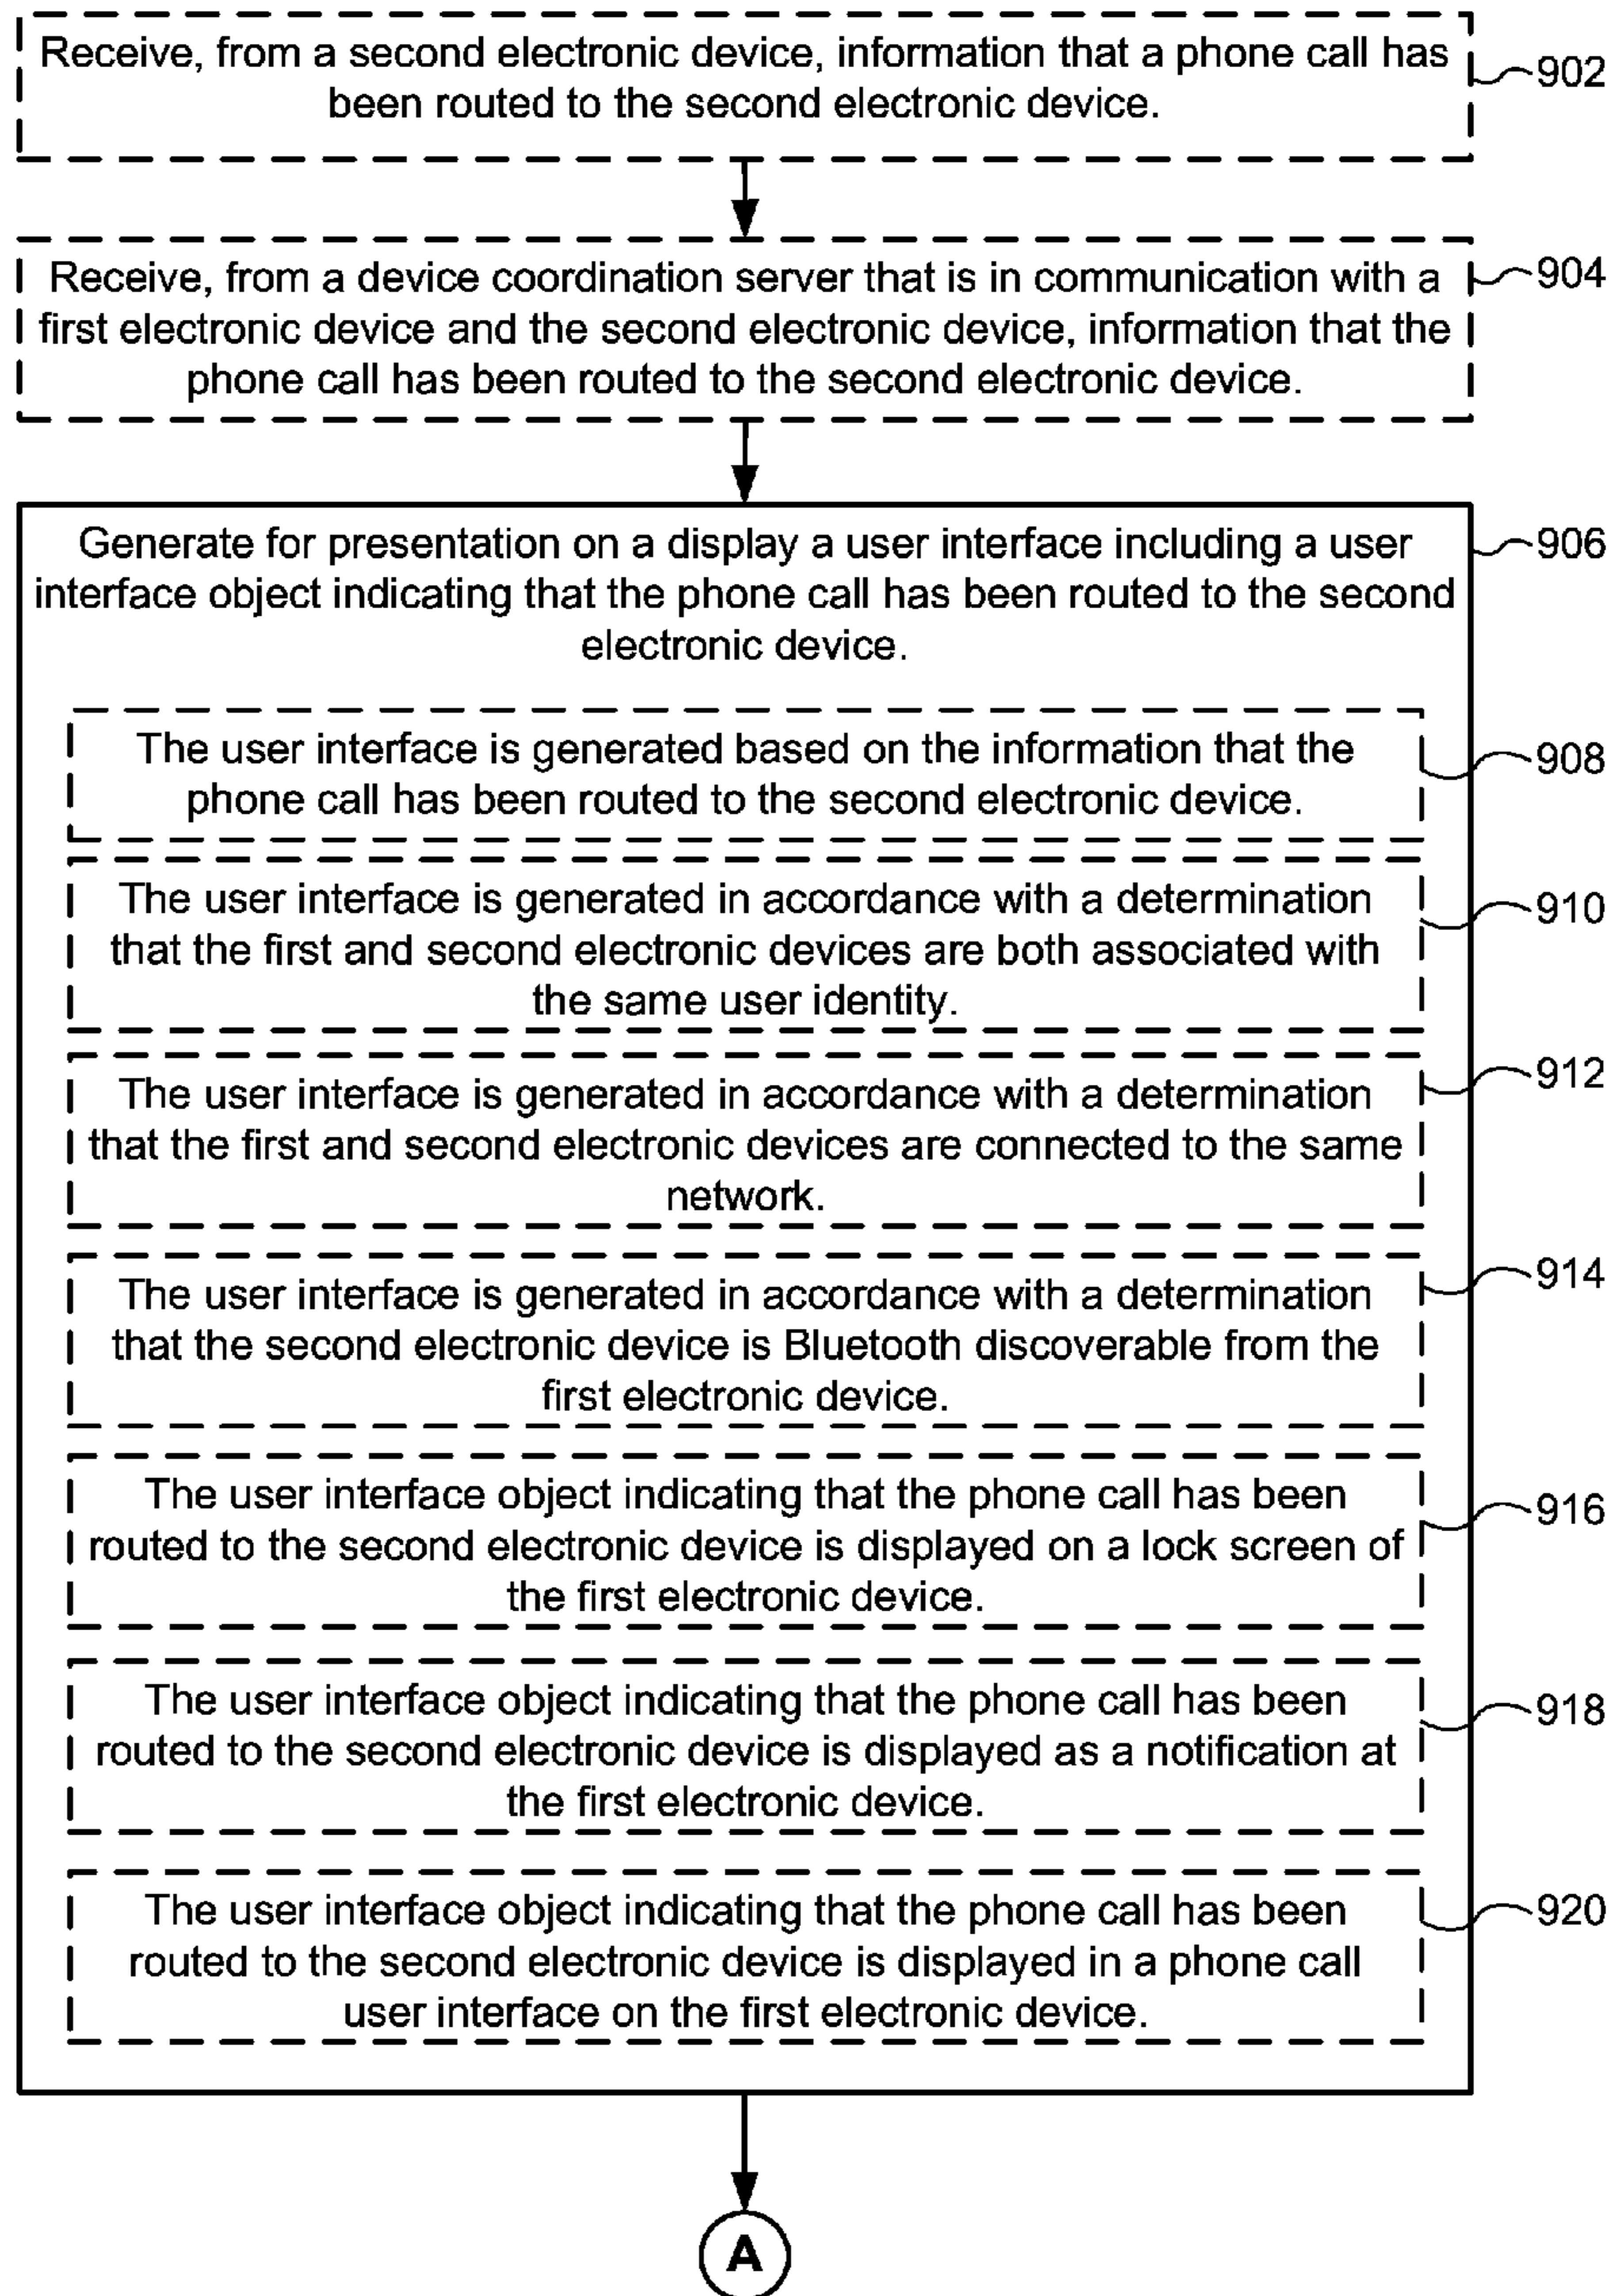 Receive, from a second electronic device, information that a phone call has
been routed to the second electronic device.
902
Receive, from a device coordination server that is in communication with a
first electronic device and the second electronic device, information that the
phone call has been routed to the second electronic device.
904
Generate for presentation on a display a user interface including a user
interface object indicating that the phone call has been routed to the second
electronic device.
906
The user interface is generated based on the information that the
phone call has been routed to the second electronic device.
908
The user interface is generated in accordance with a determination
that the first and second electronic devices are both associated with
the same user identity.
910
The user interface is generated in accordance with a determination
that the first and second electronic devices are connected to the same
network.
912
The user interface is generated in accordance with a determination
that the second electronic device is Bluetooth discoverable from the
first electronic device.
914
The user interface object indicating that the phone call has been
routed to the second electronic device is displayed on a lock screen of
the first electronic device.
916
The user interface object indicating that the phone call has been
routed to the second electronic device is displayed as a notification at
the first electronic device.
918
The user interface object indicating that the phone call has been
routed to the second electronic device is displayed in a phone call
user interface on the first electronic device.
920
A